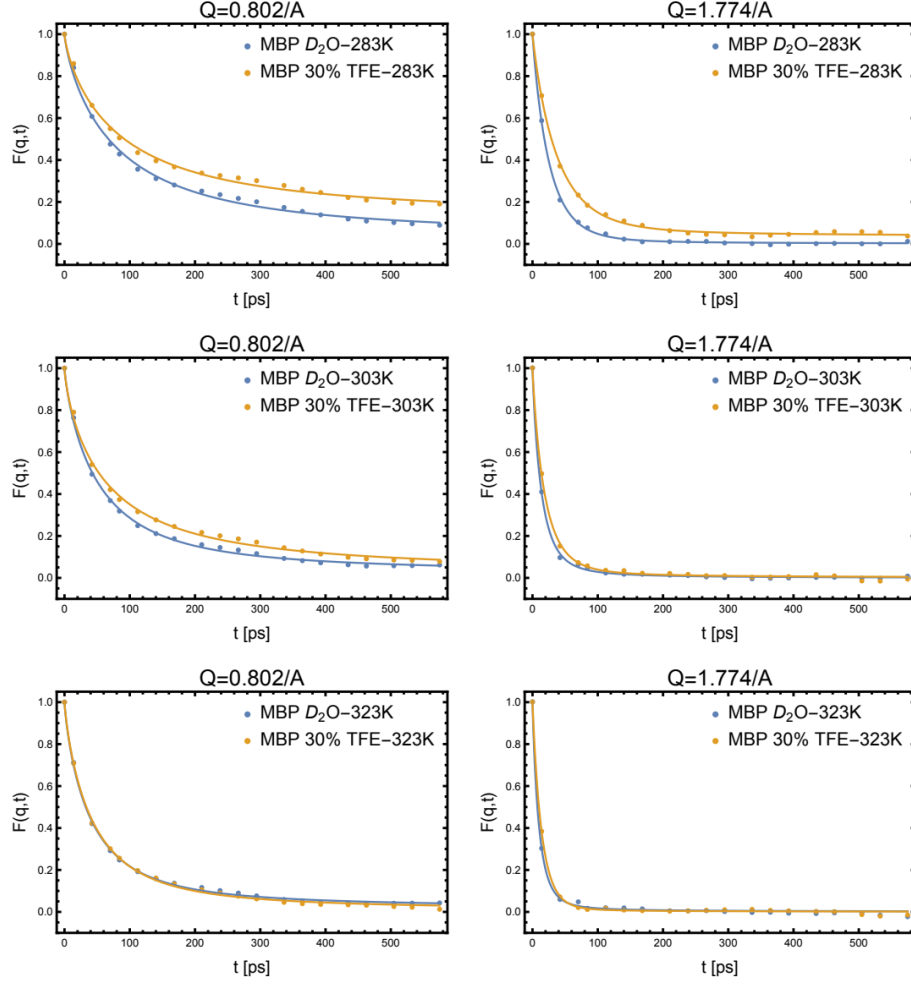 Q=0.802/A
MBP D₂O−283K
MBP 30% TFE−283K
F(q,t)
1.0
0.8
0.6
0.4
0.2
0.0
0 100 200 300 400 500
t [ps]
Q=1.774/A
MBP D₂O−283K
MBP 30% TFE−283K
F(q,t)
1.0
0.8
0.6
0.4
0.2
0.0
0 100 200 300 400 500
t [ps]
Q=0.802/A
MBP D₂O−303K
MBP 30% TFE−303K
F(q,t)
1.0
0.8
0.6
0.4
0.2
0.0
0 100 200 300 400 500
t [ps]
Q=1.774/A
MBP D₂O−303K
MBP 30% TFE−303K
F(q,t)
1.0
0.8
0.6
0.4
0.2
0.0
0 100 200 300 400 500
t [ps]
Q=0.802/A
MBP D₂O−323K
MBP 30% TFE−323K
F(q,t)
1.0
0.8
0.6
0.4
0.2
0.0
0 100 200 300 400 500
t [ps]
Q=1.774/A
MBP D₂O−323K
MBP 30% TFE−323K
F(q,t)
1.0
0.8
0.6
0.4
0.2
0.0
0 100 200 300 400 500
t [ps]